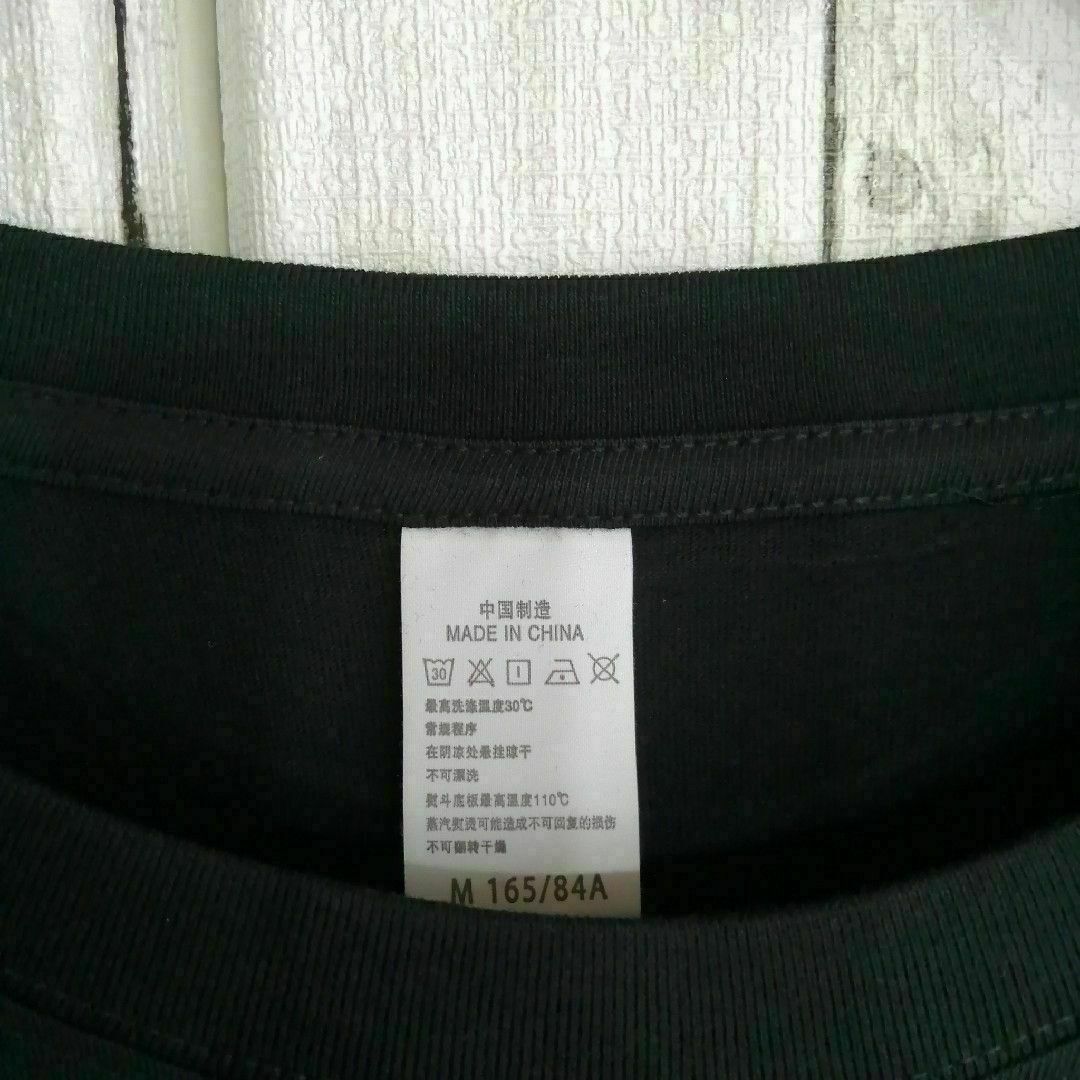 中国制造
MADE IN CHINA
30
最高洗涤温度30℃
常规程序
在阴凉处悬挂晾干
不可漂洗
熨斗底板最高温度110℃
蒸汽熨烫可能造成不可回复的损伤
不可翻转干燥
M 165/84A